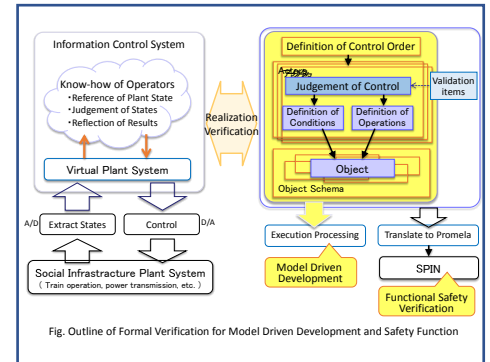 Information Control System
Know-how of Operators
・Reference of Plant State
・Judgement of States
・Reflection of Results
Virtual Plant System
A/D
Extract States
Control
D/A
Social Infrastracture Plant System
( Train operation, power transmission, etc. )
Realization
Verification
Definition of Control Order
Judgement of Control
Validation
items
Definition of
Conditions
Definition of
Operations
Object
Object Schema
Execution Processing
Translate to Promela
Model Driven
Development
SPIN
Functional Safety
Verification
Fig. Outline of Formal Verification for Model Driven Development and Safety Function